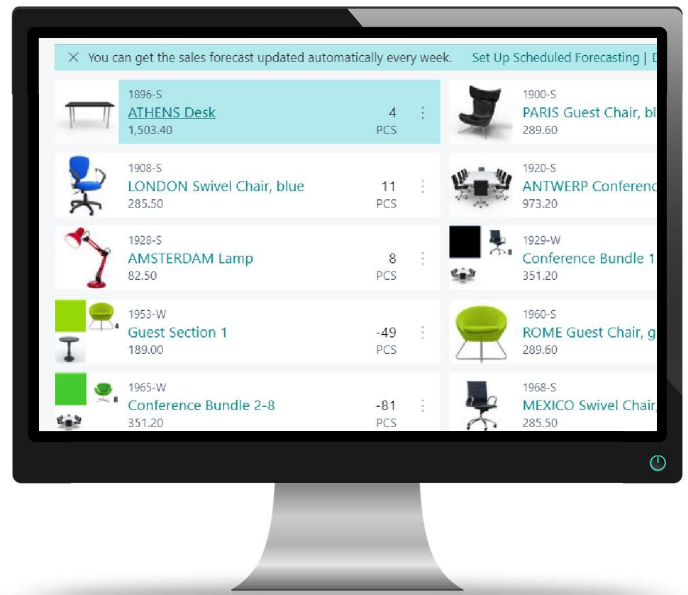 You can get the sales forecast updated automatically every week. Set Up Scheduled Forecasting |
1896-S
ATHENS Desk 4
1,503.40 PCS
1900-S
PARIS Guest Chair, bl
289.60
1908-S
LONDON Swivel Chair, blue 11
285.50 PCS
1920-S
ANTWERP Conferenc
973.20
1928-S
AMSTERDAM Lamp 8
82.50 PCS
1929-W
Conference Bundle 1
351.20
8
1953-W
Guest Section 1 -49
189.00 PCS
4
1960-S
ROME Guest Chair, g
289.60
1965-W
Conference Bundle 2-8 -81
351.20 PCS
8
1968-S
MEXICO Swivel Chair,
285.50